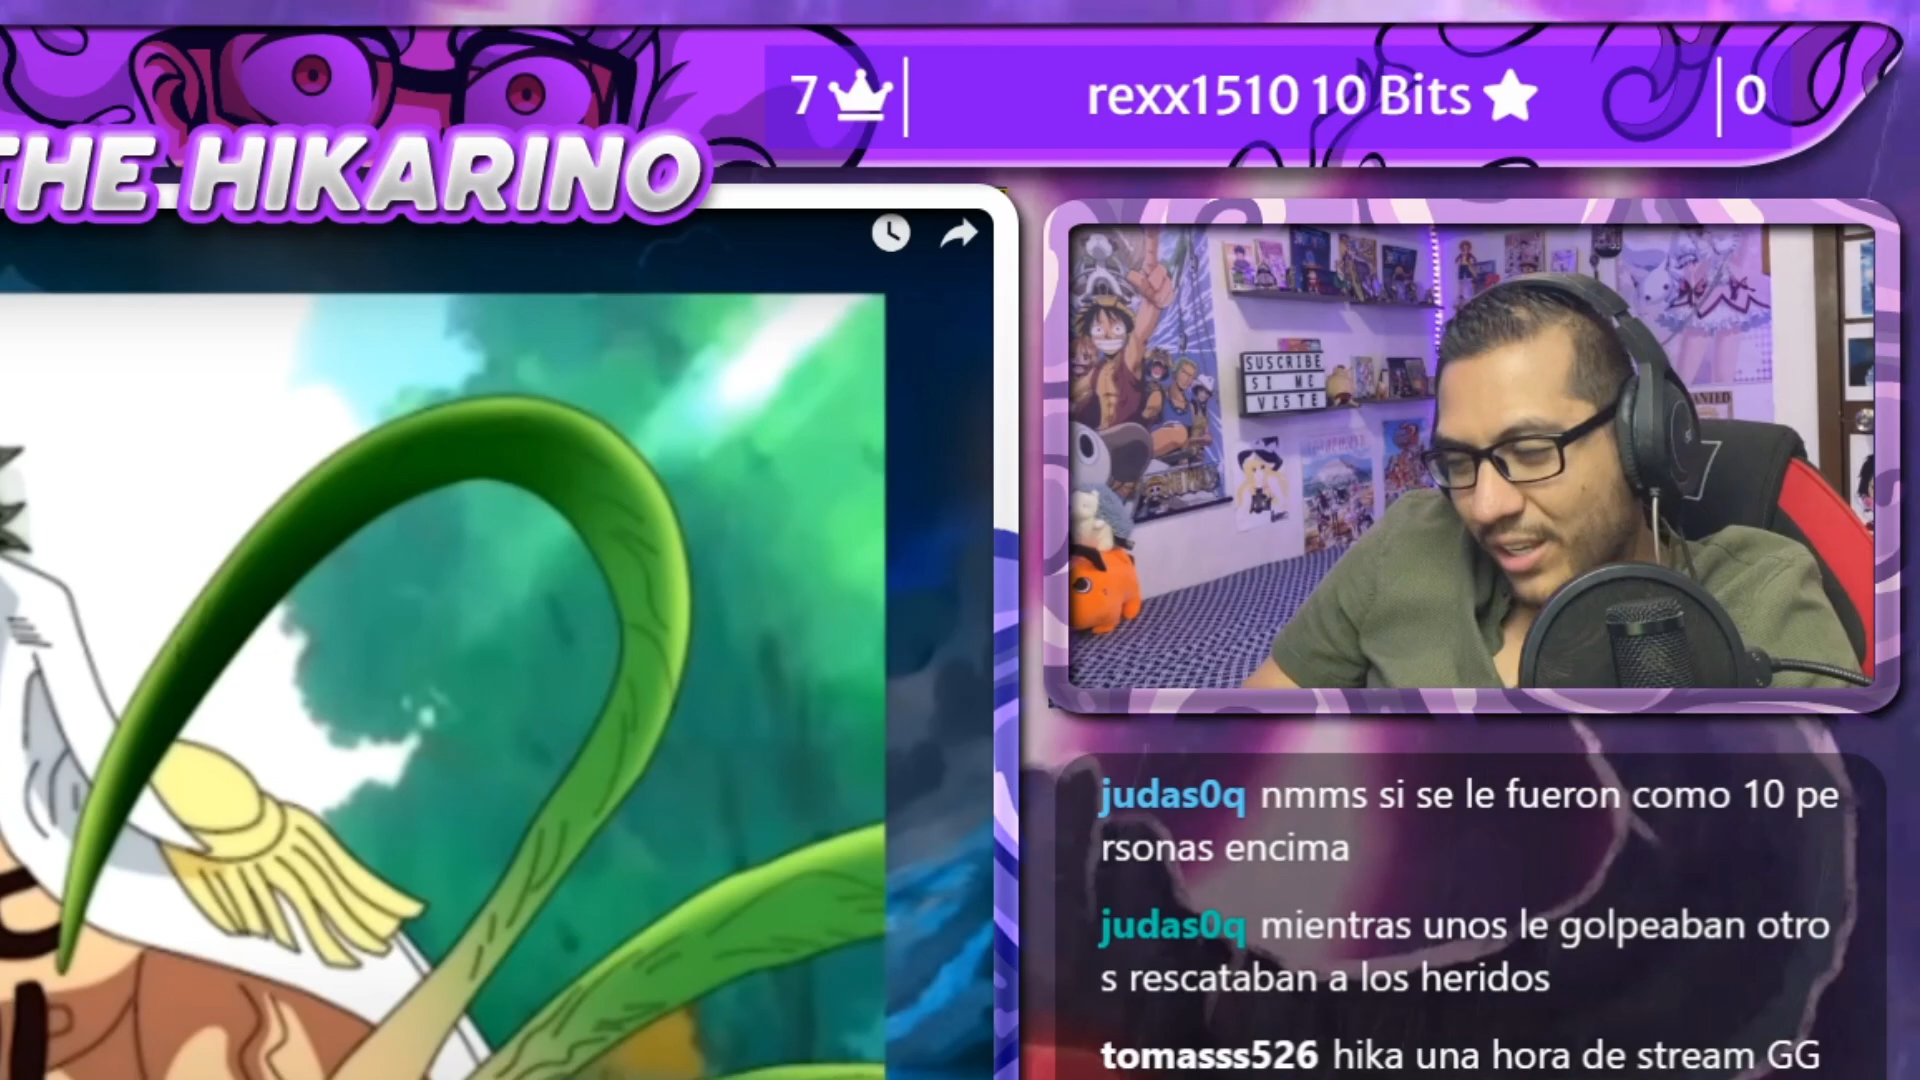 7
rexx1510 10 Bits
0
THE HIKARINO
SUSCRIBE
SI ME
VISTE
judas0q nmms si se le fueron como 10 pe
rsonas encima
judas0q mientras unos le golpeaban otro
s rescataban a los heridos
tomasss526 hika una hora de stream GG